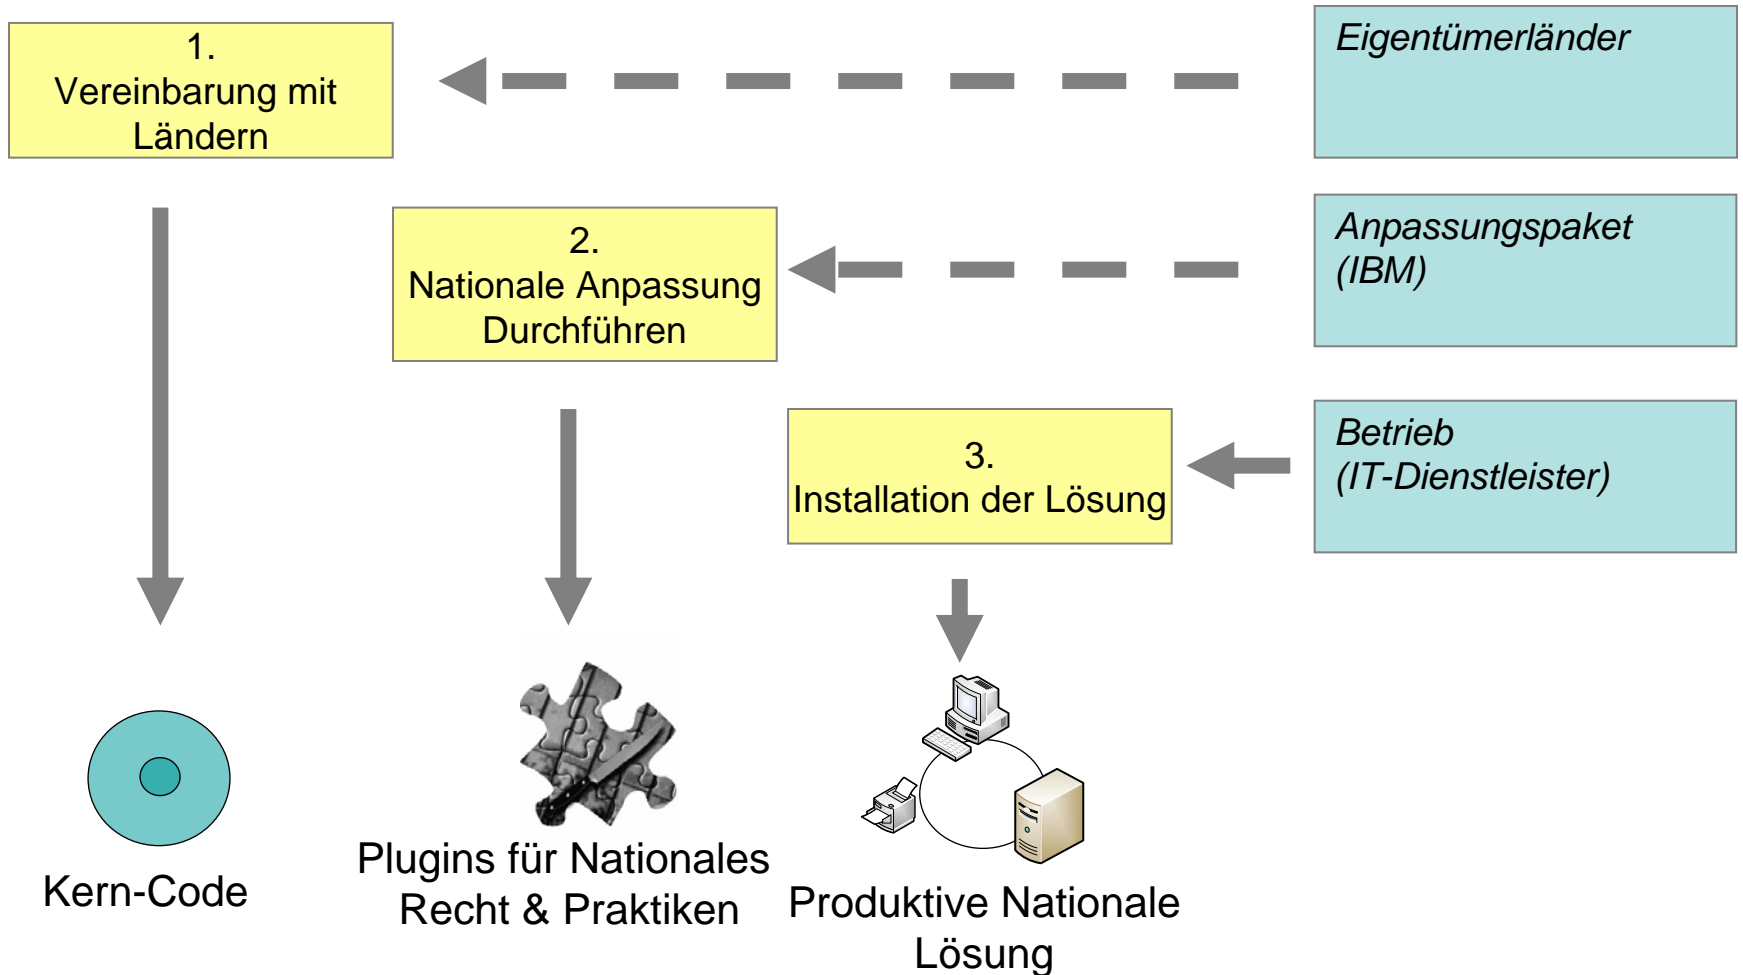 1.
Vereinbarung mit
Ländern
Eigentümerländer
2.
Nationale Anpassung
Durchführen
Anpassungspaket
(IBM)
3.
Installation der Lösung
Betrieb
(IT-Dienstleister)
Kern-Code
Plugins für Nationales
Recht & Praktiken
Produktive Nationale
Lösung